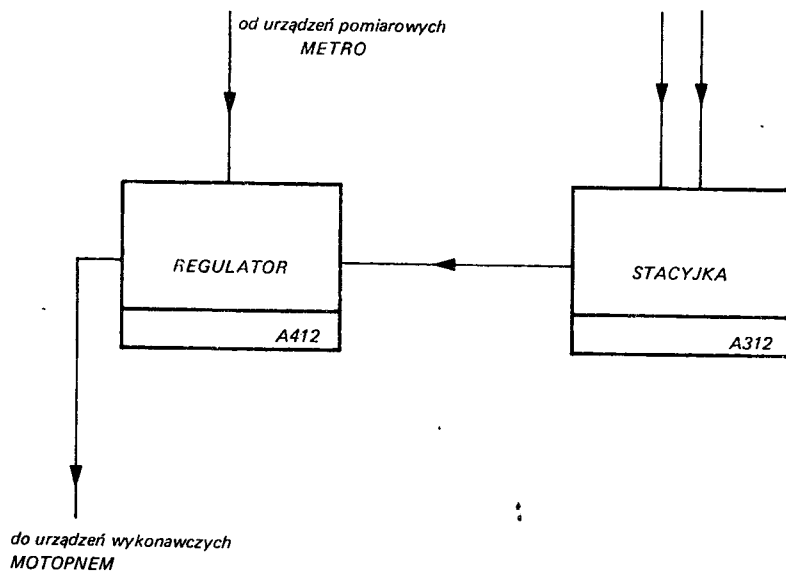 od urządzeń pomiarowych
METRO
REGULATOR
STACYJKA
A412
A312
do urządzeń wykonawczych
MOTOPNEM